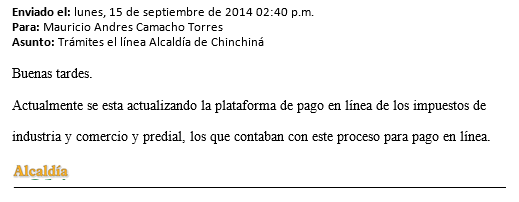 Enviado el: lunes, 15 de septiembre de 2014 02:40 p.m.
Para: Mauricio Andres Camacho Torres
Asunto: Trámites el línea Alcaldía de Chinchiná
Buenas tardes.
Actualmente se esta actualizando la plataforma de pago en línea de los impuestos de
industria y comercio y predial, los que contaban con este proceso para pago en línea.
Alcaldía